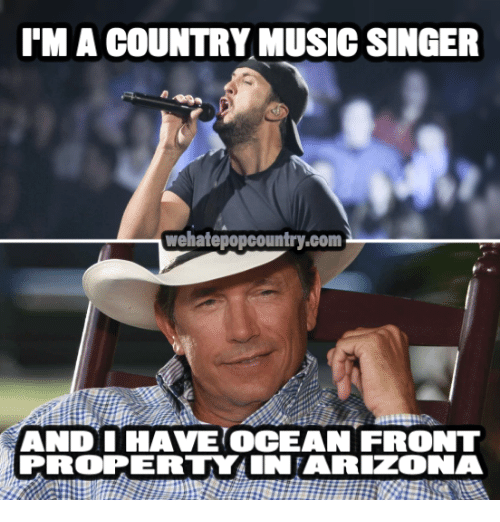 I'M A COUNTRY MUSIC SINGER
wehatepopcountry.com
AND I HAVE OCEAN FRONT
PROPERTY IN ARIZONA